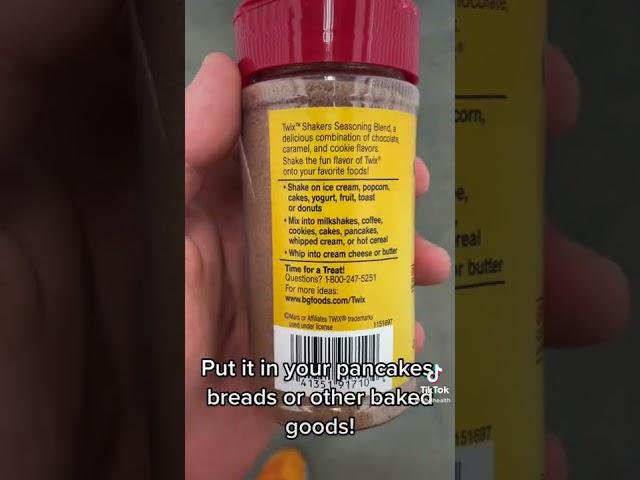 Twix™ Shakers Seasoning Blend, a
delicious combination of chocolate,
caramel, and cookie flavors.
Shake the fun flavor of Twix®
onto your favorite foods!
• Shake on ice cream, popcorn,
cakes, yogurt, fruit, toast
or donuts
• Mix into milkshakes, coffee,
cookies, cakes, pancakes,
whipped cream, or hot cereal
• Whip into cream cheese or butter
Time for a Treat!
Questions? 1-800-247-5251
For more ideas:
www.bgfoods.com/Twix
©Mars or Affiliates TWIX® trademarks
used under license
1151697
41351 91710
Put it in your pancakes,
breads or other baked
goods!
TikTok
corn,
or butter
151697